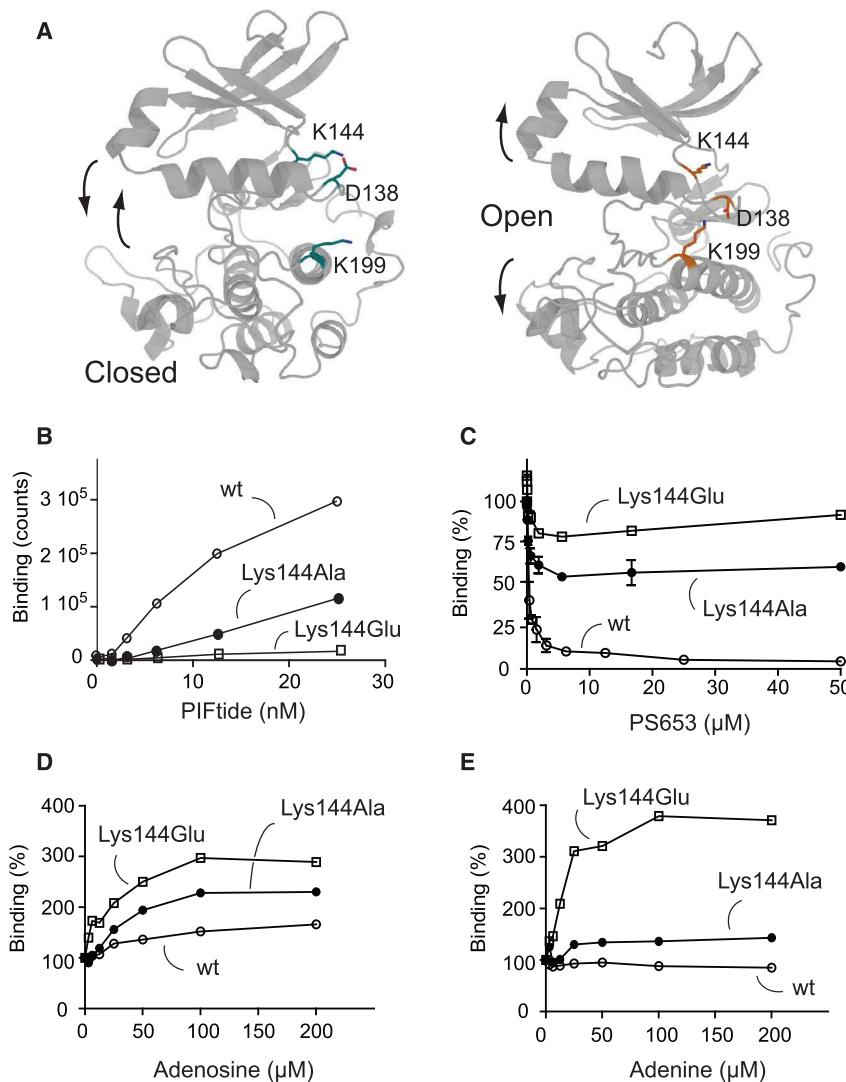 A
K144
D138
K199
Closed
K144
Open
D138
K199
B
Binding (counts)
3 10⁵
2 10⁵
1 10⁵
0
wt
Lys144Ala
Lys144Glu
0 10 20 30
PIFtide (nM)
C
Binding (%)
100
75
50
25
0
Lys144Glu
Lys144Ala
wt
0 10 20 30 40 50
PS653 (µM)
D
Binding (%)
400
300
200
100
0
Lys144Glu
Lys144Ala
wt
0 50 100 150 200
Adenosine (µM)
E
Binding (%)
400
300
200
100
0
Lys144Glu
Lys144Ala
wt
0 50 100 150 200
Adenine (µM)